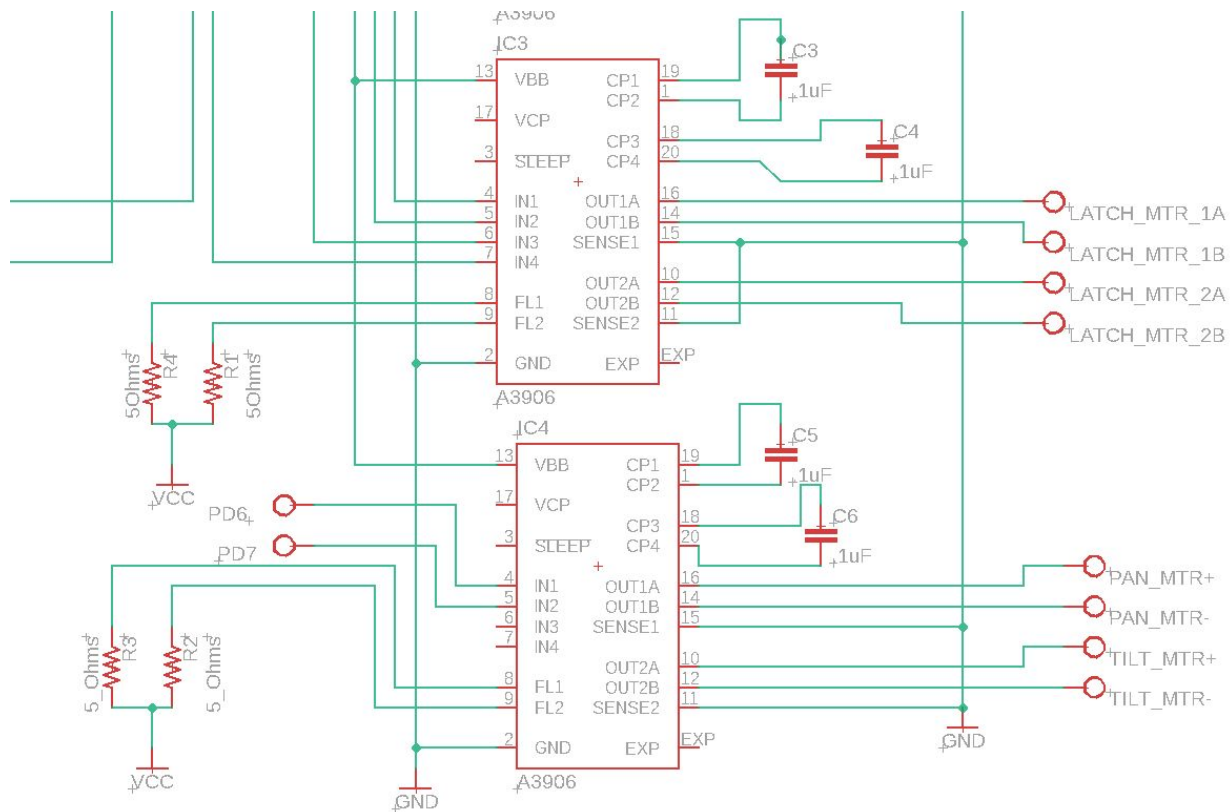 A3906
IC3
13 VBB CP1 19
C3
1uF
CP2 1
17 VCP
CP3 18
C4
1uF
3 SLEEP CP4 20
4 IN1 OUT1A 16
LATCH_MTR_1A
5 IN2 OUT1B 14
LATCH_MTR_1B
6 IN3 SENSE1 15
7 IN4
OUT2A 10
LATCH_MTR_2A
8 FL1 OUT2B 12
LATCH_MTR_2B
9 FL2 SENSE2 11
2 GND EXP EXP
A3906
R4
5Ohms
R1
5Ohms
VCC
IC4
13 VBB CP1 19
C5
1uF
CP2 1
17 VCP
CP3 18
C6
1uF
3 SLEEP CP4 20
PD6
PD7
4 IN1 OUT1A 16
PAN_MTR+
5 IN2 OUT1B 14
PAN_MTR-
6 IN3 SENSE1 15
7 IN4
OUT2A 10
TILT_MTR+
8 FL1 OUT2B 12
TILT_MTR-
9 FL2 SENSE2 11
2 GND EXP EXP
A3906
R3
5_Ohms
R2
5_Ohms
VCC
GND
GND